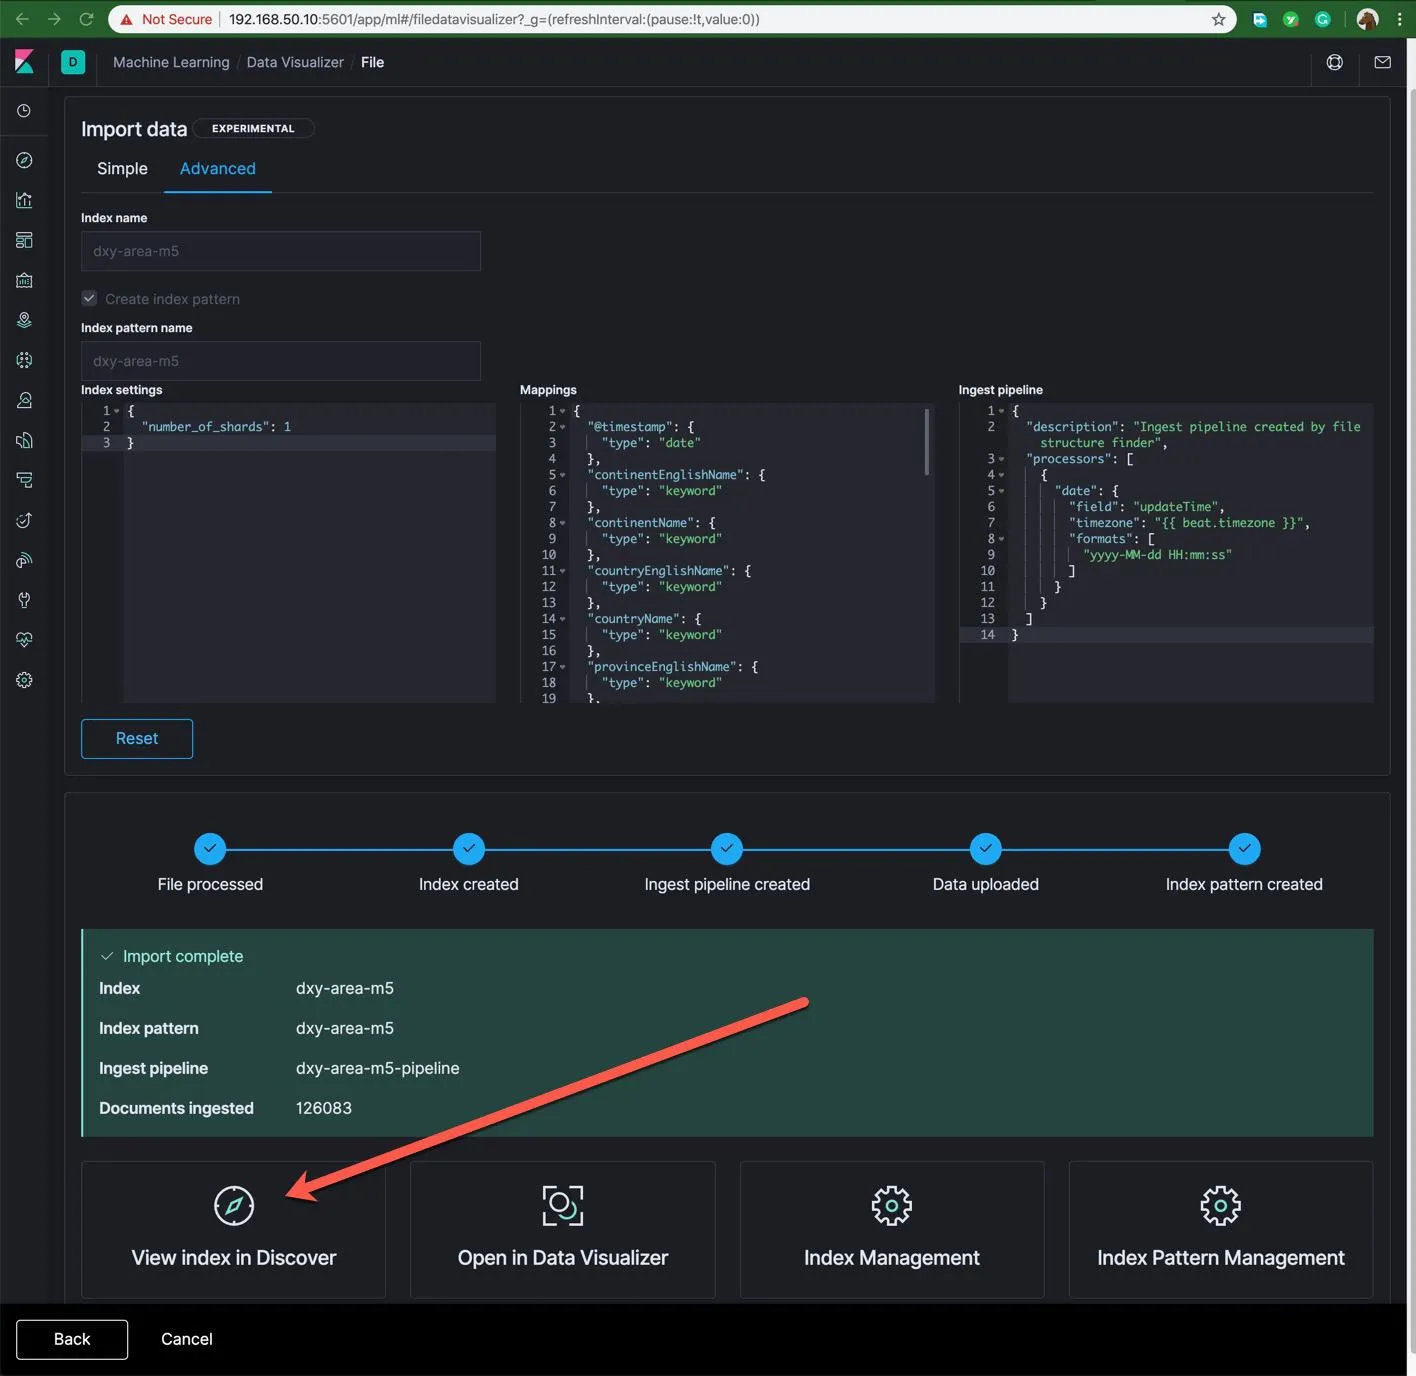 Not Secure 192.168.50.10:5601/app/ml#/filedatavisualizer?_g=(refreshInterval:(pause:!t,value:0))
D Machine Learning / Data Visualizer / File
Import data EXPERIMENTAL
Simple Advanced
Index name
dxy-area-m5
Create index pattern
Index pattern name
dxy-area-m5
Index settings
1 {
2 "number_of_shards": 1
3 }
Mappings
1 {
2 "@timestamp": {
3 "type": "date"
4 },
5 "continentEnglishName": {
6 "type": "keyword"
7 },
8 "continentName": {
9 "type": "keyword"
10 },
11 "countryEnglishName": {
12 "type": "keyword"
13 },
14 "countryName": {
15 "type": "keyword"
16 },
17 "provinceEnglishName": {
18 "type": "keyword"
19 },
Ingest pipeline
1 {
2 "description": "Ingest pipeline created by file
structure finder",
3 "processors": [
4 {
5 "date": {
6 "field": "updateTime",
7 "timezone": "{{ beat.timezone }}",
8 "formats": [
9 "yyyy-MM-dd HH:mm:ss"
10 ]
11 }
12 }
13 ]
14 }
Reset
File processed
Index created
Ingest pipeline created
Data uploaded
Index pattern created
Import complete
Index dxy-area-m5
Index pattern dxy-area-m5
Ingest pipeline dxy-area-m5-pipeline
Documents ingested 126083
View index in Discover
Open in Data Visualizer
Index Management
Index Pattern Management
Back Cancel